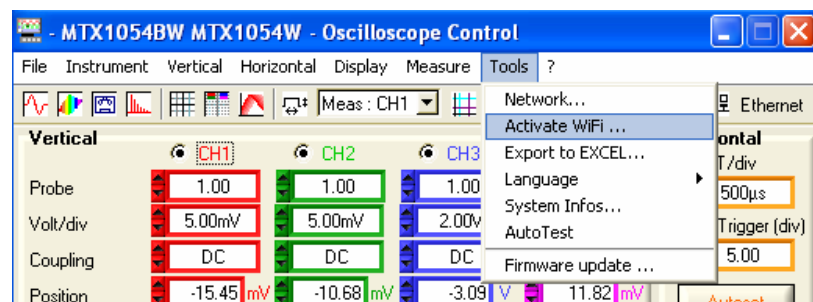 - MTX1054BW MTX1054W - Oscilloscope Control
File Instrument Vertical Horizontal Display Measure Tools ?
Meas : CH1 Ethernet
Network...
Activate WiFi ...
Export to EXCEL...
Language
System Infos...
AutoTest
Firmware update ...
Vertical
CH1 CH2 CH3
T/div
Probe 1.00 1.00 1.00
500µs
Volt/div 5.00mV 5.00mV 2.00V
Trigger (div)
Coupling DC DC DC
5.00
Position -15.45 mV -10.68 mV -3.09 V 11.82 mV